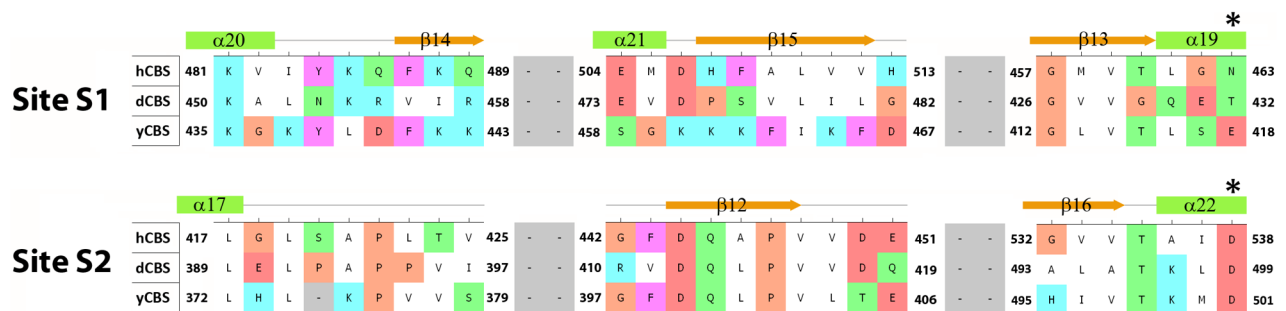 *
α20 β14 α21 β15 β13 α19
hCBS 481 K V I Y K Q F K Q 489 - - 504 E M D H F A L V V H 513 - - 457 G M V T L G N 463
Site S1 dCBS 450 K A L N K R V I R 458 - - 473 E V D P S V L I L G 482 - - 426 G V V G Q E T 432
yCBS 435 K G K Y L D F K K 443 - - 458 S G K K K F I K F D 467 - - 412 G L V T L S E 418
*
α17 β12 β16 α22
hCBS 417 L G L S A P L T V 425 - - 442 G F D Q A P V V D E 451 - - 532 G V V T A I D 538
Site S2 dCBS 389 L E L P A P P V I 397 - - 410 R V D Q L P V V D Q 419 - - 493 A L A T K L D 499
yCBS 372 L H L - K P V V S 379 - - 397 G F D Q L P V L T E 406 - - 495 H I V T K M D 501